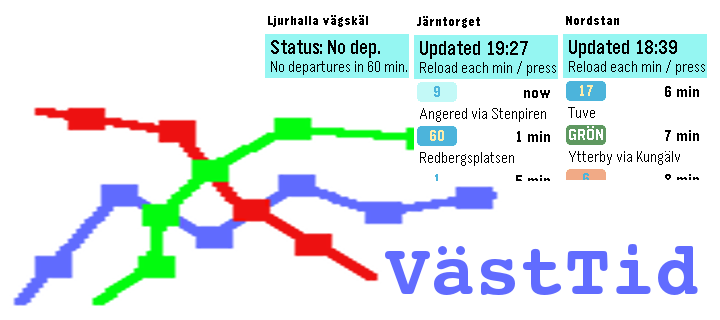 Ljurhalla vägskäl
Status: No dep.
No departures in 60 min.
Järntorget
Updated 19:27
Reload each min / press
9 now
Angered via Stenpiren
60 1 min
Redbergsplatsen
1 5 min
Nordstan
Updated 18:39
Reload each min / press
17 6 min
Tuve
GRÖN 7 min
Ytterby via Kungälv
6 8 min
VästTid